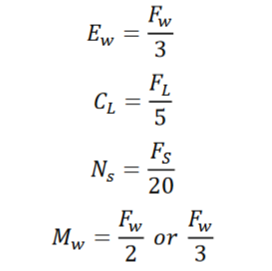 E_w = F_w/3
C_L = F_L/5
N_s = F_S/20
M_w = F_w/2 or F_w/3